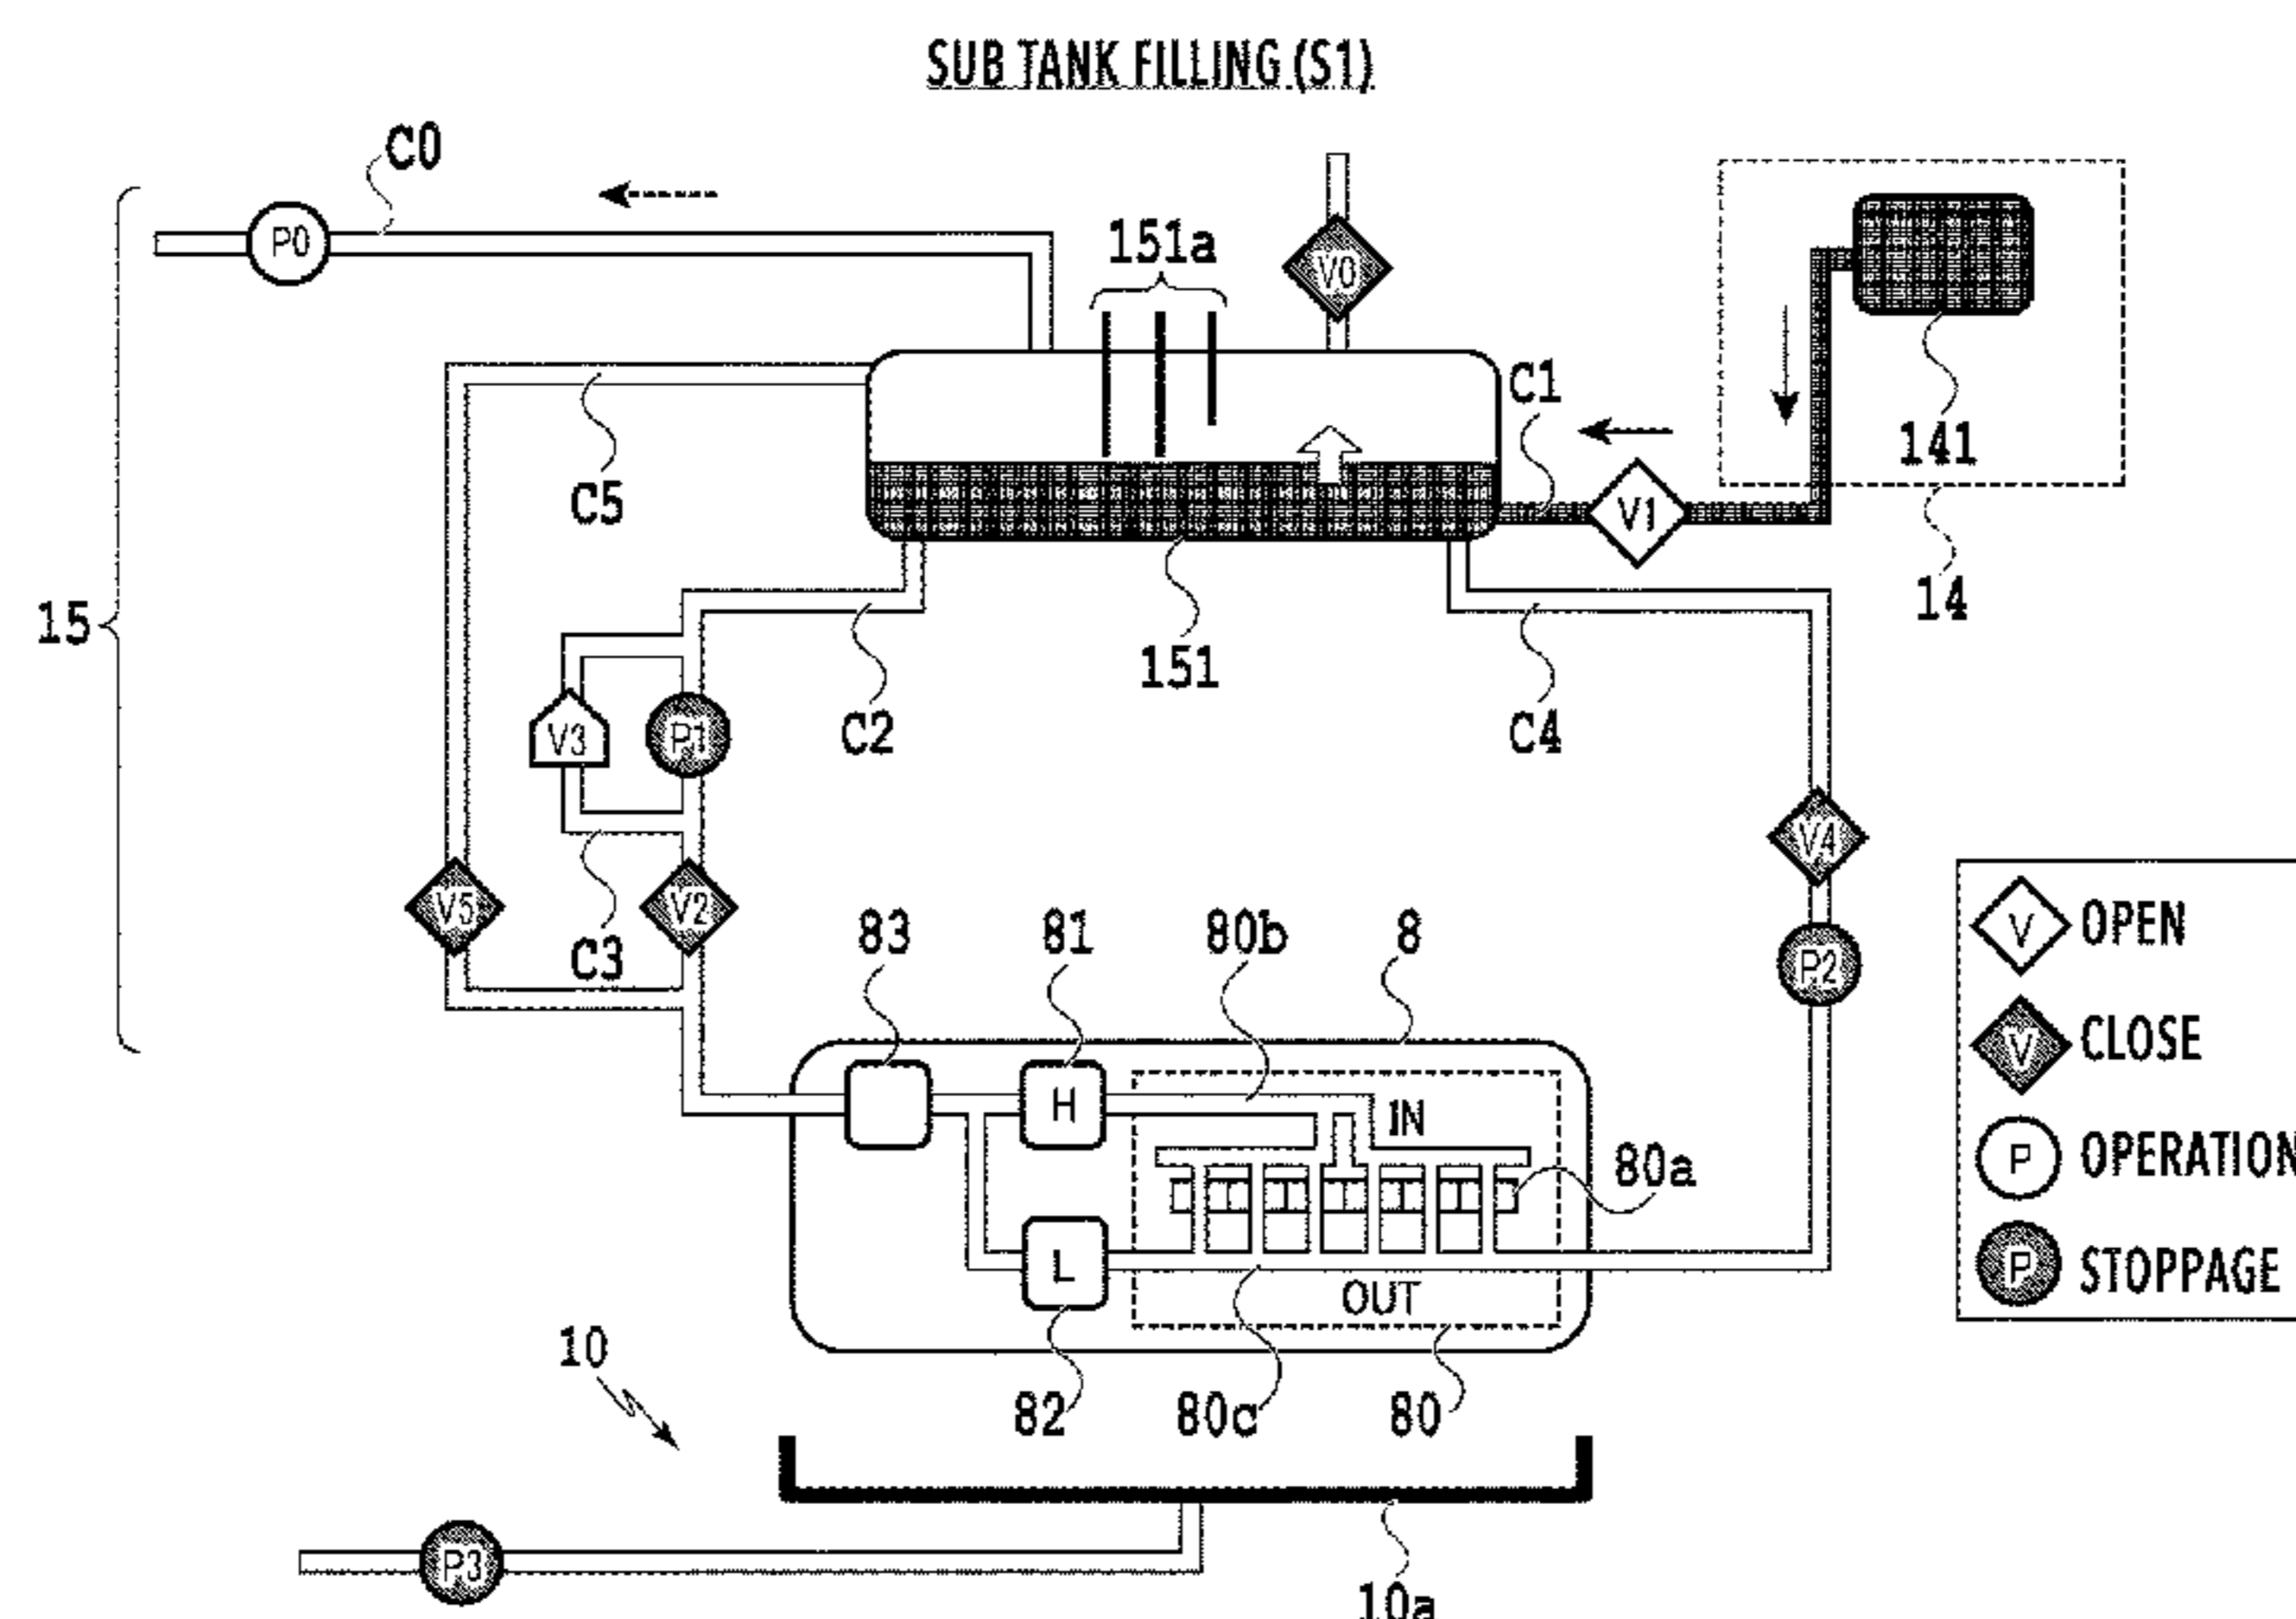 SUB TANK FILLING (S1)
C0
P0
151a
V0
C1
141
C5
V1
14
15
151
C2
C4
V3
P1
V4
V5
V2
C3
83
81
80b
8
P2
V OPEN
V CLOSE
P OPERATION
P STOPPAGE
H
IN
80a
L
OUT
10
82
80c
80
P3
10a